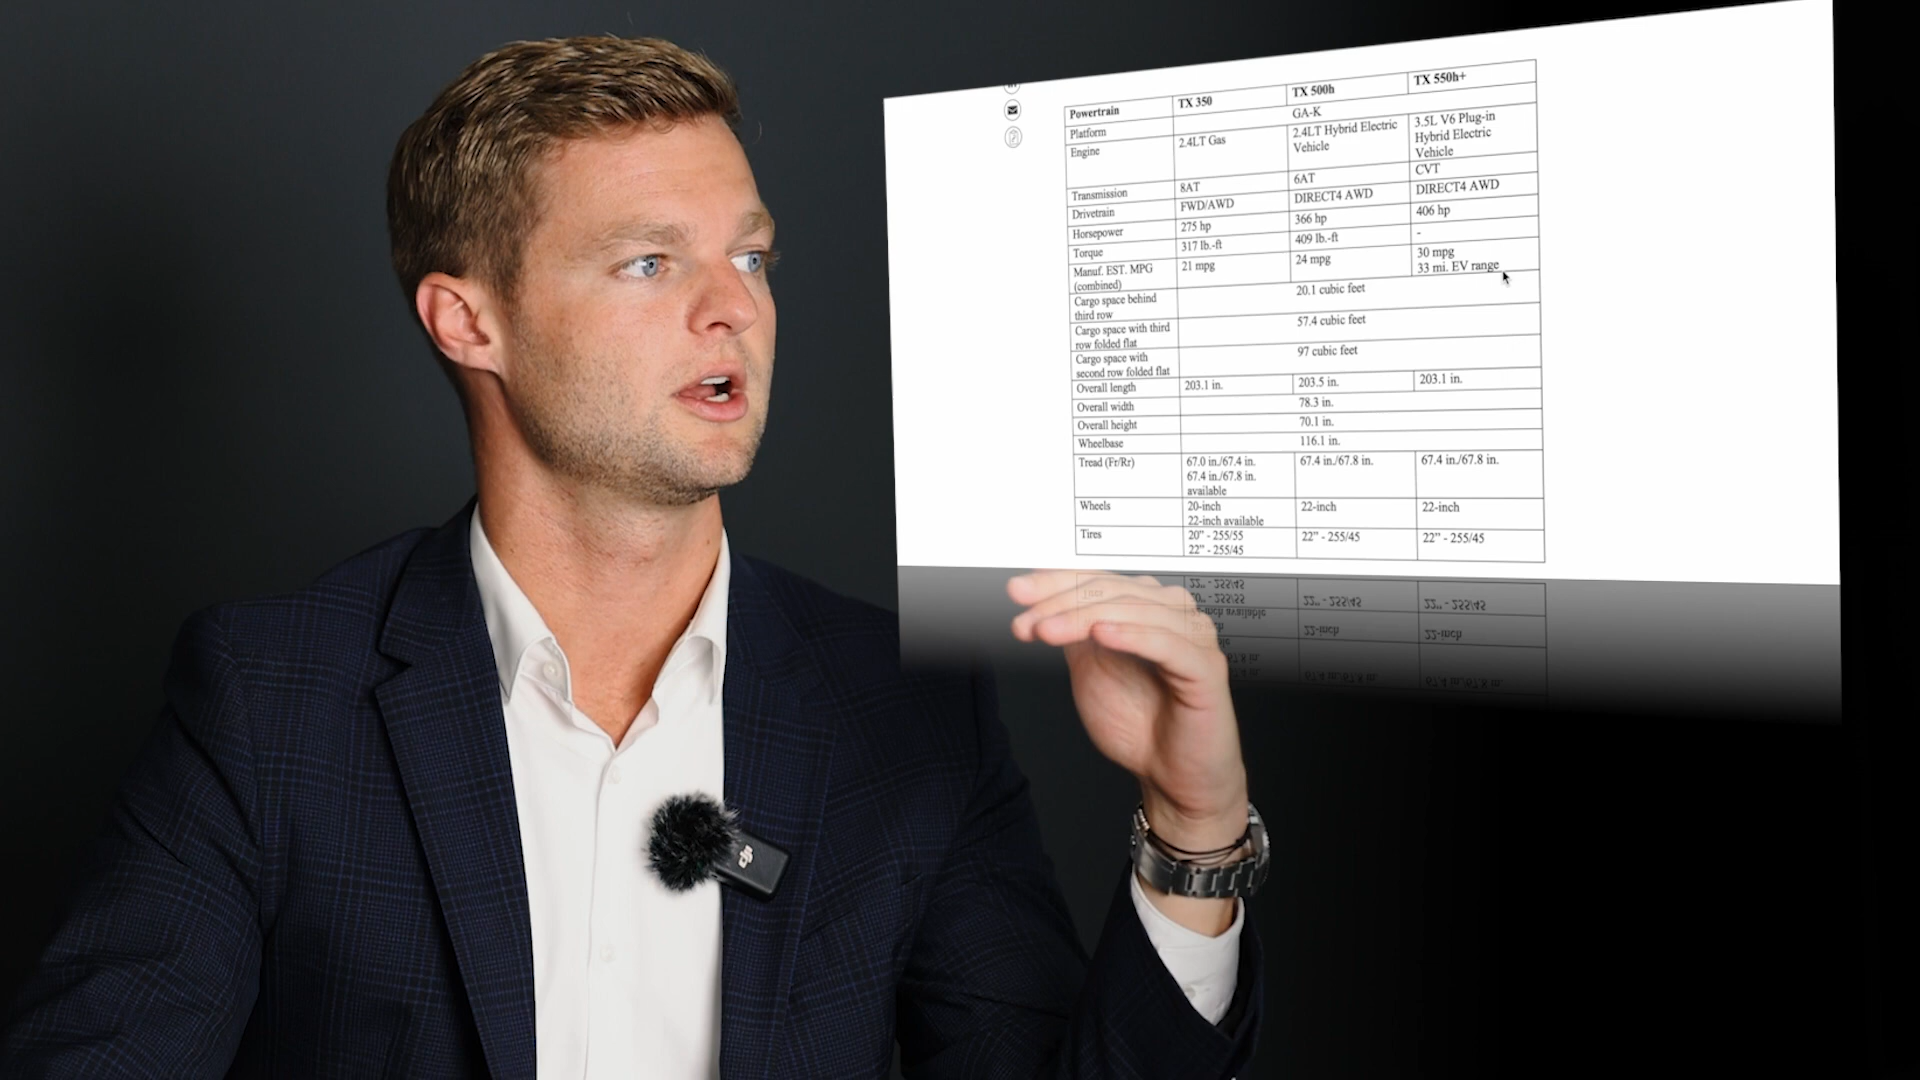 Powertrain TX 350 TX 500h TX 550h+
Platform GA-K
Engine 2.4LT Gas 2.4LT Hybrid Electric Vehicle 3.5L V6 Plug-in Hybrid Electric Vehicle
Transmission 8AT 6AT CVT
Drivetrain FWD/AWD DIRECT4 AWD DIRECT4 AWD
Horsepower 275 hp 366 hp 406 hp
Torque 317 lb.-ft 409 lb.-ft -
Manuf. EST. MPG (combined) 21 mpg 24 mpg 30 mpg
33 mi. EV range
Cargo space behind third row 20.1 cubic feet
Cargo space with third row folded flat 57.4 cubic feet
Cargo space with second row folded flat 97 cubic feet
Overall length 203.1 in. 203.5 in. 203.1 in.
Overall width 78.3 in.
Overall height 70.1 in.
Wheelbase 116.1 in.
Tread (Fr/Rr) 67.0 in./67.4 in. 67.4 in./67.8 in. 67.4 in./67.8 in.
67.4 in./67.8 in.
available
Wheels 20-inch 22-inch 22-inch
22-inch available
Tires 20" - 255/55 22" - 255/45 22" - 255/45
22" - 255/45